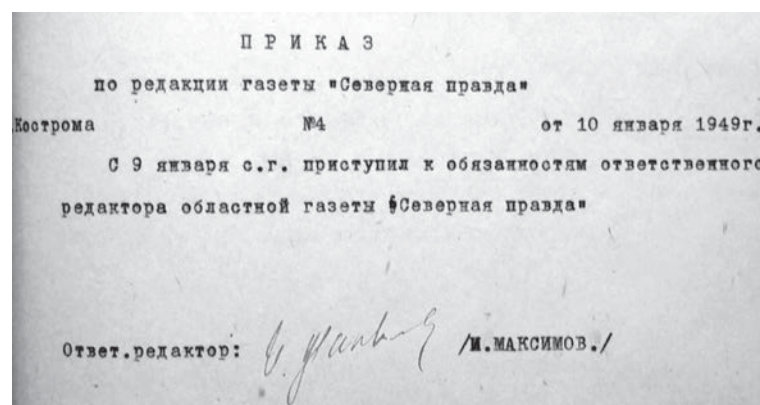 П Р И К А З
по редакции газеты "Северная правда"
.Кострома №4 от 10 января 1949г.
С 9 января с.г. приступил к обязанностям ответственного
редактора областной газеты "Северная правда"
Ответ.редактор: /И.МАКСИМОВ./